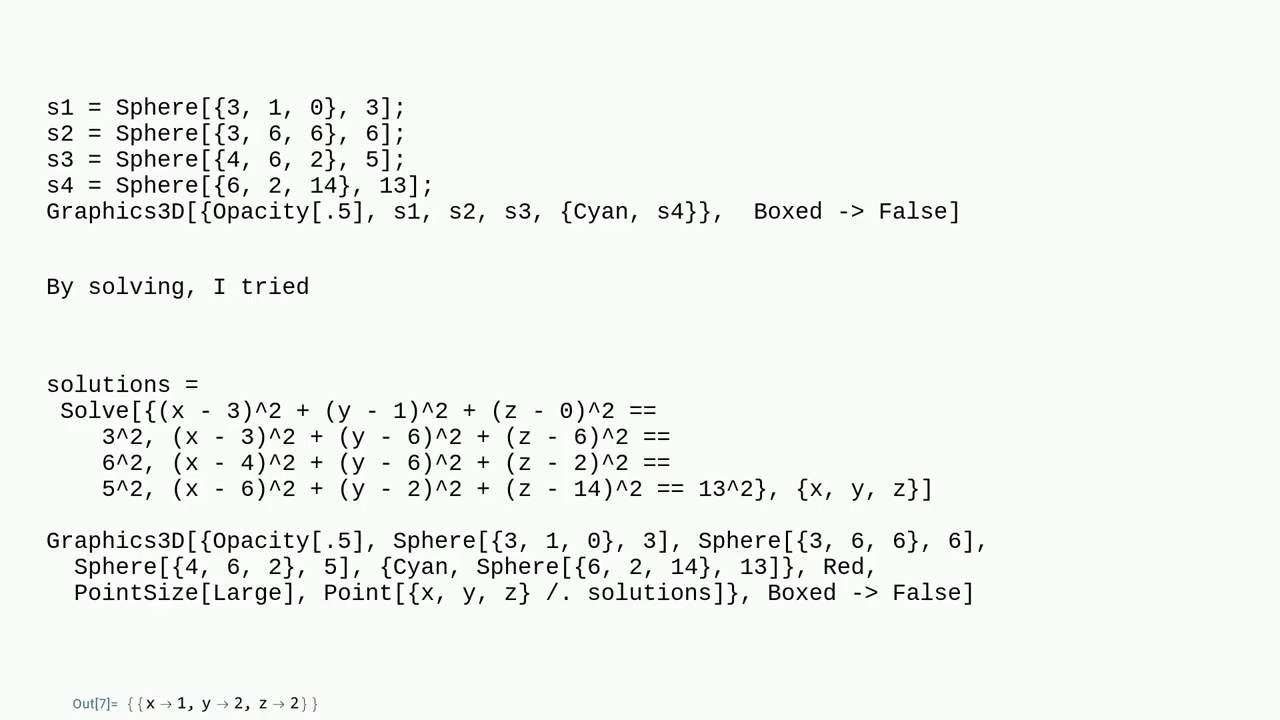 s1 = Sphere[{3, 1, 0}, 3];
s2 = Sphere[{3, 6, 6}, 6];
s3 = Sphere[{4, 6, 2}, 5];
s4 = Sphere[{6, 2, 14}, 13];
Graphics3D[{Opacity[.5], s1, s2, s3, {Cyan, s4}},  Boxed -> False]
By solving, I tried
solutions =
 Solve[{(x - 3)^2 + (y - 1)^2 + (z - 0)^2 ==
    3^2, (x - 3)^2 + (y - 6)^2 + (z - 6)^2 ==
    6^2, (x - 4)^2 + (y - 6)^2 + (z - 2)^2 ==
    5^2, (x - 6)^2 + (y - 2)^2 + (z - 14)^2 == 13^2}, {x, y, z}]
Graphics3D[{Opacity[.5], Sphere[{3, 1, 0}, 3], Sphere[{3, 6, 6}, 6],
  Sphere[{4, 6, 2}, 5], {Cyan, Sphere[{6, 2, 14}, 13]}, Red,
  PointSize[Large], Point[{x, y, z} /. solutions]}, Boxed -> False]
Out[7]= {{x → 1, y → 2, z → 2}}